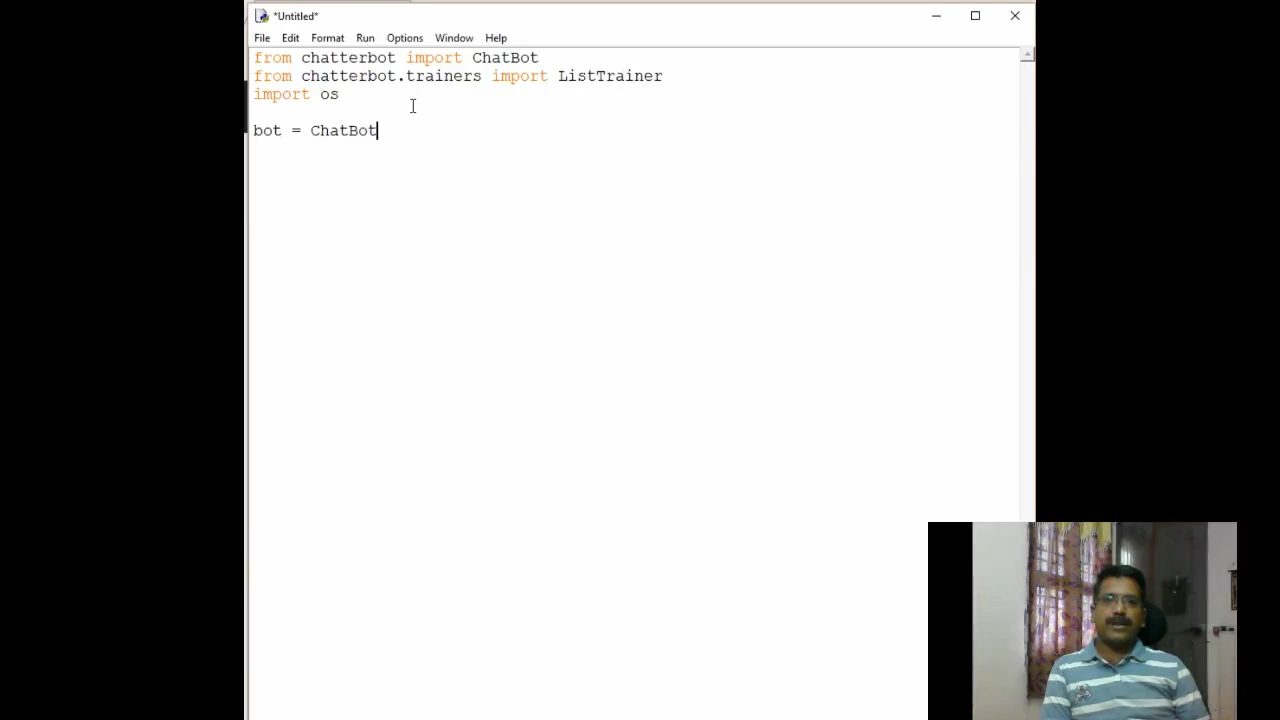 *Untitled*
File Edit Format Run Options Window Help
from chatterbot import ChatBot
from chatterbot.trainers import ListTrainer
import os
bot = ChatBot